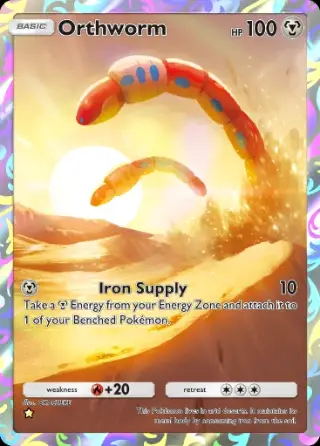 BASIC Orthworm HP 100
Iron Supply 10
Take a Energy from your Energy Zone and attach it to
1 of your Benched Pokémon.
weakness +20 retreat
This Pokémon lives in arid deserts. It maintains its
metal body by consuming iron from the soil.